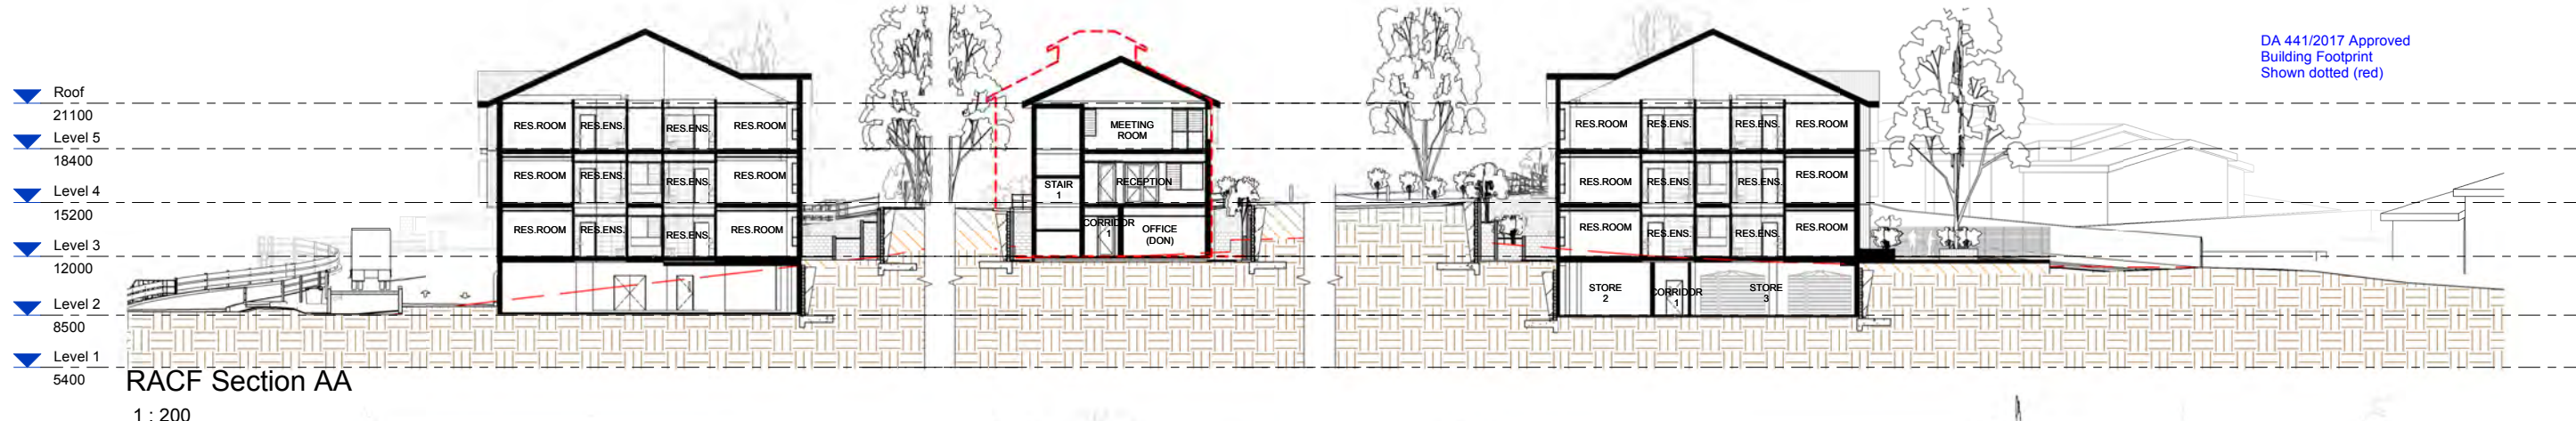 DA 441/2017 Approved
Building Footprint
Shown dotted (red)
Roof
21100
Level 5
18400
Level 4
15200
Level 3
12000
Level 2
8500
Level 1
5400
RES.ROOM RES.ENS. RES.ENS. RES.ROOM
RES.ROOM RES.ENS. RES.ENS. RES.ROOM
RES.ROOM RES.ENS. RES.ENS. RES.ROOM
MEETING
ROOM
STAIR
1
RECEPTION
CORRIDOR
1
OFFICE
(DON)
RES.ROOM RES.ENS. RES.ENS. RES.ROOM
RES.ROOM RES.ENS. RES.ENS. RES.ROOM
RES.ROOM RES.ENS. RES.ENS. RES.ROOM
STORE
2
CORRIDOR
1
STORE
3
RACF Section AA
1 : 200